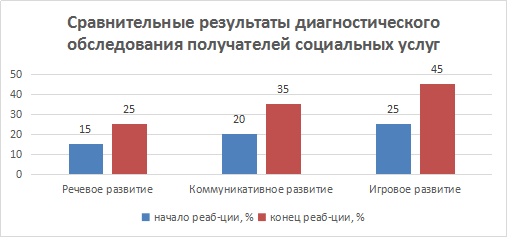 Сравнительные результаты диагностического
обследования получателей социальных услуг
50
40
30
20
10
0
15
25
20
35
25
45
Речевое развитие
Коммуникативное развитие
Игровое развитие
начало реаб-ции, %
конец реаб-ции, %